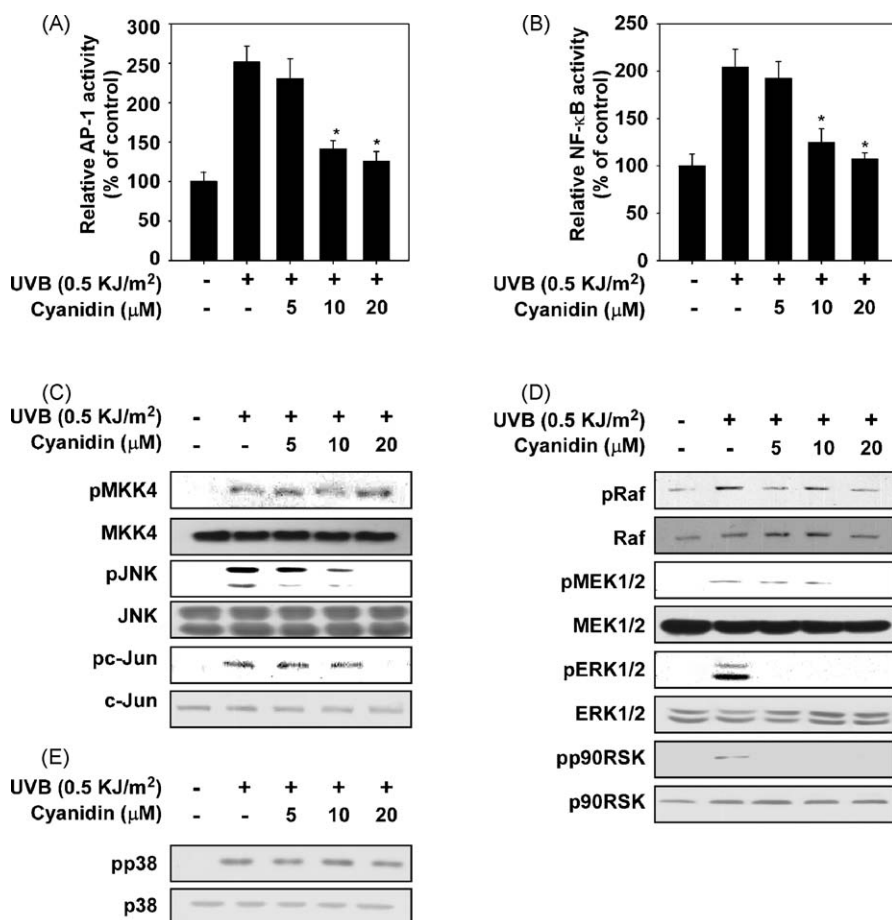 (A)
Relative AP-1 activity
(% of control)
300
250
200
150
100
50
0
* *
UVB (0.5 KJ/m²) - + + + +
Cyanidin (μM) - - 5 10 20
(B)
Relative NF-κB activity
(% of control)
250
200
150
100
50
0
* *
UVB (0.5 KJ/m²) - + + + +
Cyanidin (μM) - - 5 10 20
(C)
UVB (0.5 KJ/m²) - + + + +
Cyanidin (μM) - - 5 10 20
pMKK4
MKK4
pJNK
JNK
pc-Jun
c-Jun
(D)
UVB (0.5 KJ/m²) - + + + +
Cyanidin (μM) - - 5 10 20
pRaf
Raf
pMEK1/2
MEK1/2
pERK1/2
ERK1/2
pp90RSK
p90RSK
(E)
UVB (0.5 KJ/m²) - + + + +
Cyanidin (μM) - - 5 10 20
pp38
p38